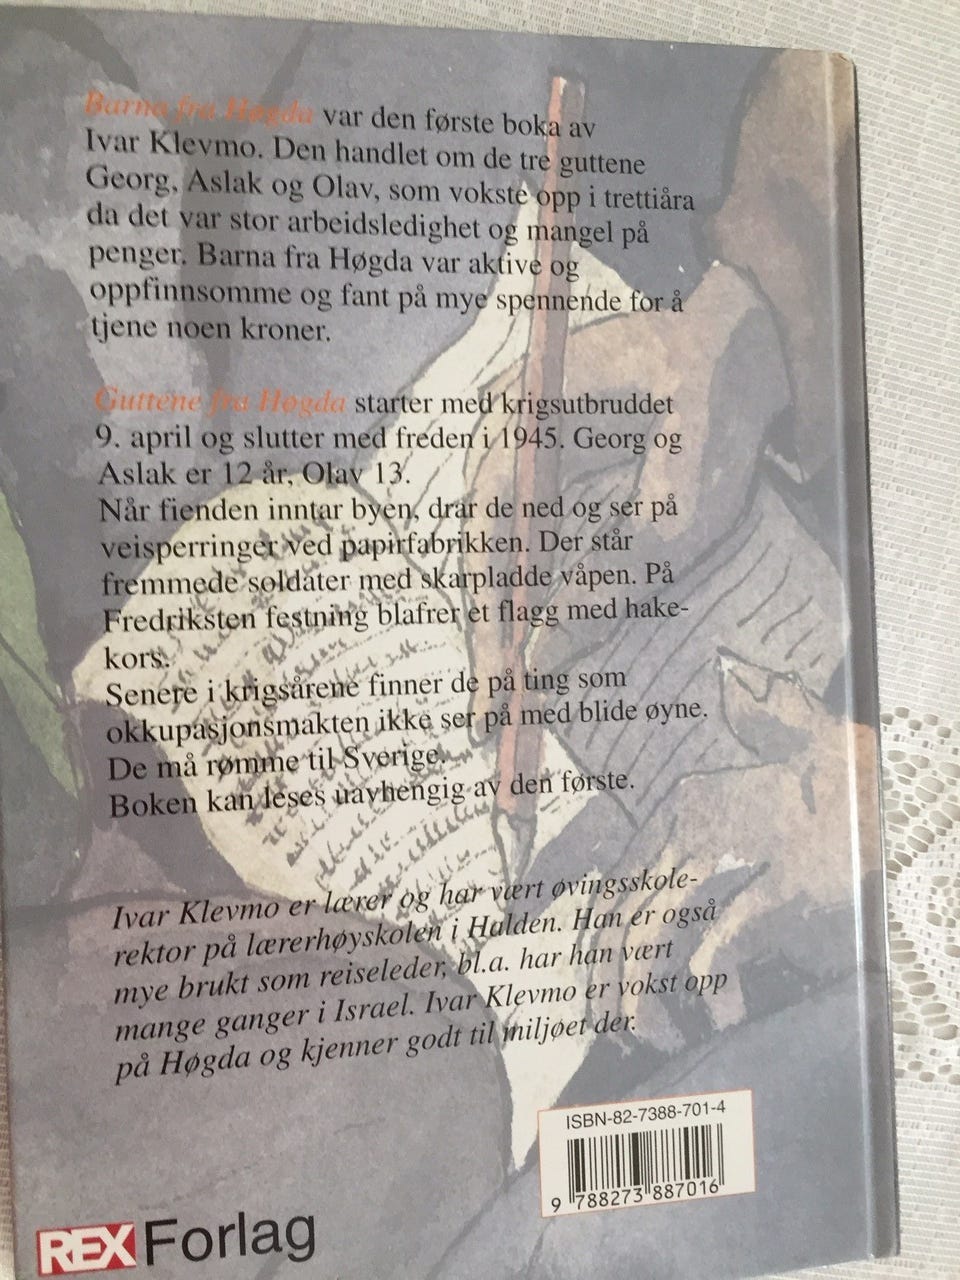 Barna fra Høgda var den første boka av
Ivar Klevmo. Den handlet om de tre guttene
Georg, Aslak og Olav, som vokste opp i trettiåra
da det var stor arbeidsledighet og mangel på
penger. Barna fra Høgda var aktive og
oppfinnsomme og fant på mye spennende for å
tjene noen kroner.
Guttene fra Høgda starter med krigsutbruddet
9. april og slutter med freden i 1945. Georg og
Aslak er 12 år, Olav 13.
Når fienden inntar byen, drar de ned og ser på
veisperringer ved papirfabrikken. Der står
fremmede soldater med skarpladde våpen. På
Fredriksten festning blafrer et flagg med hake-
kors.
Senere i krigsårene finner de på ting som
okkupasjonsmakten ikke ser på med blide øyne.
De må rømme til Sverige.
Boken kan leses uavhengig av den første.
Ivar Klevmo er lærer og har vært øvingsskole-
rektor på lærerhøyskolen i Halden. Han er også
mye brukt som reiseleder, bl.a. har han vært
mange ganger i Israel. Ivar Klevmo er vokst opp
på Høgda og kjenner godt til miljøet der.
ISBN-82-7388-701-4
9 788273 887016
REX Forlag